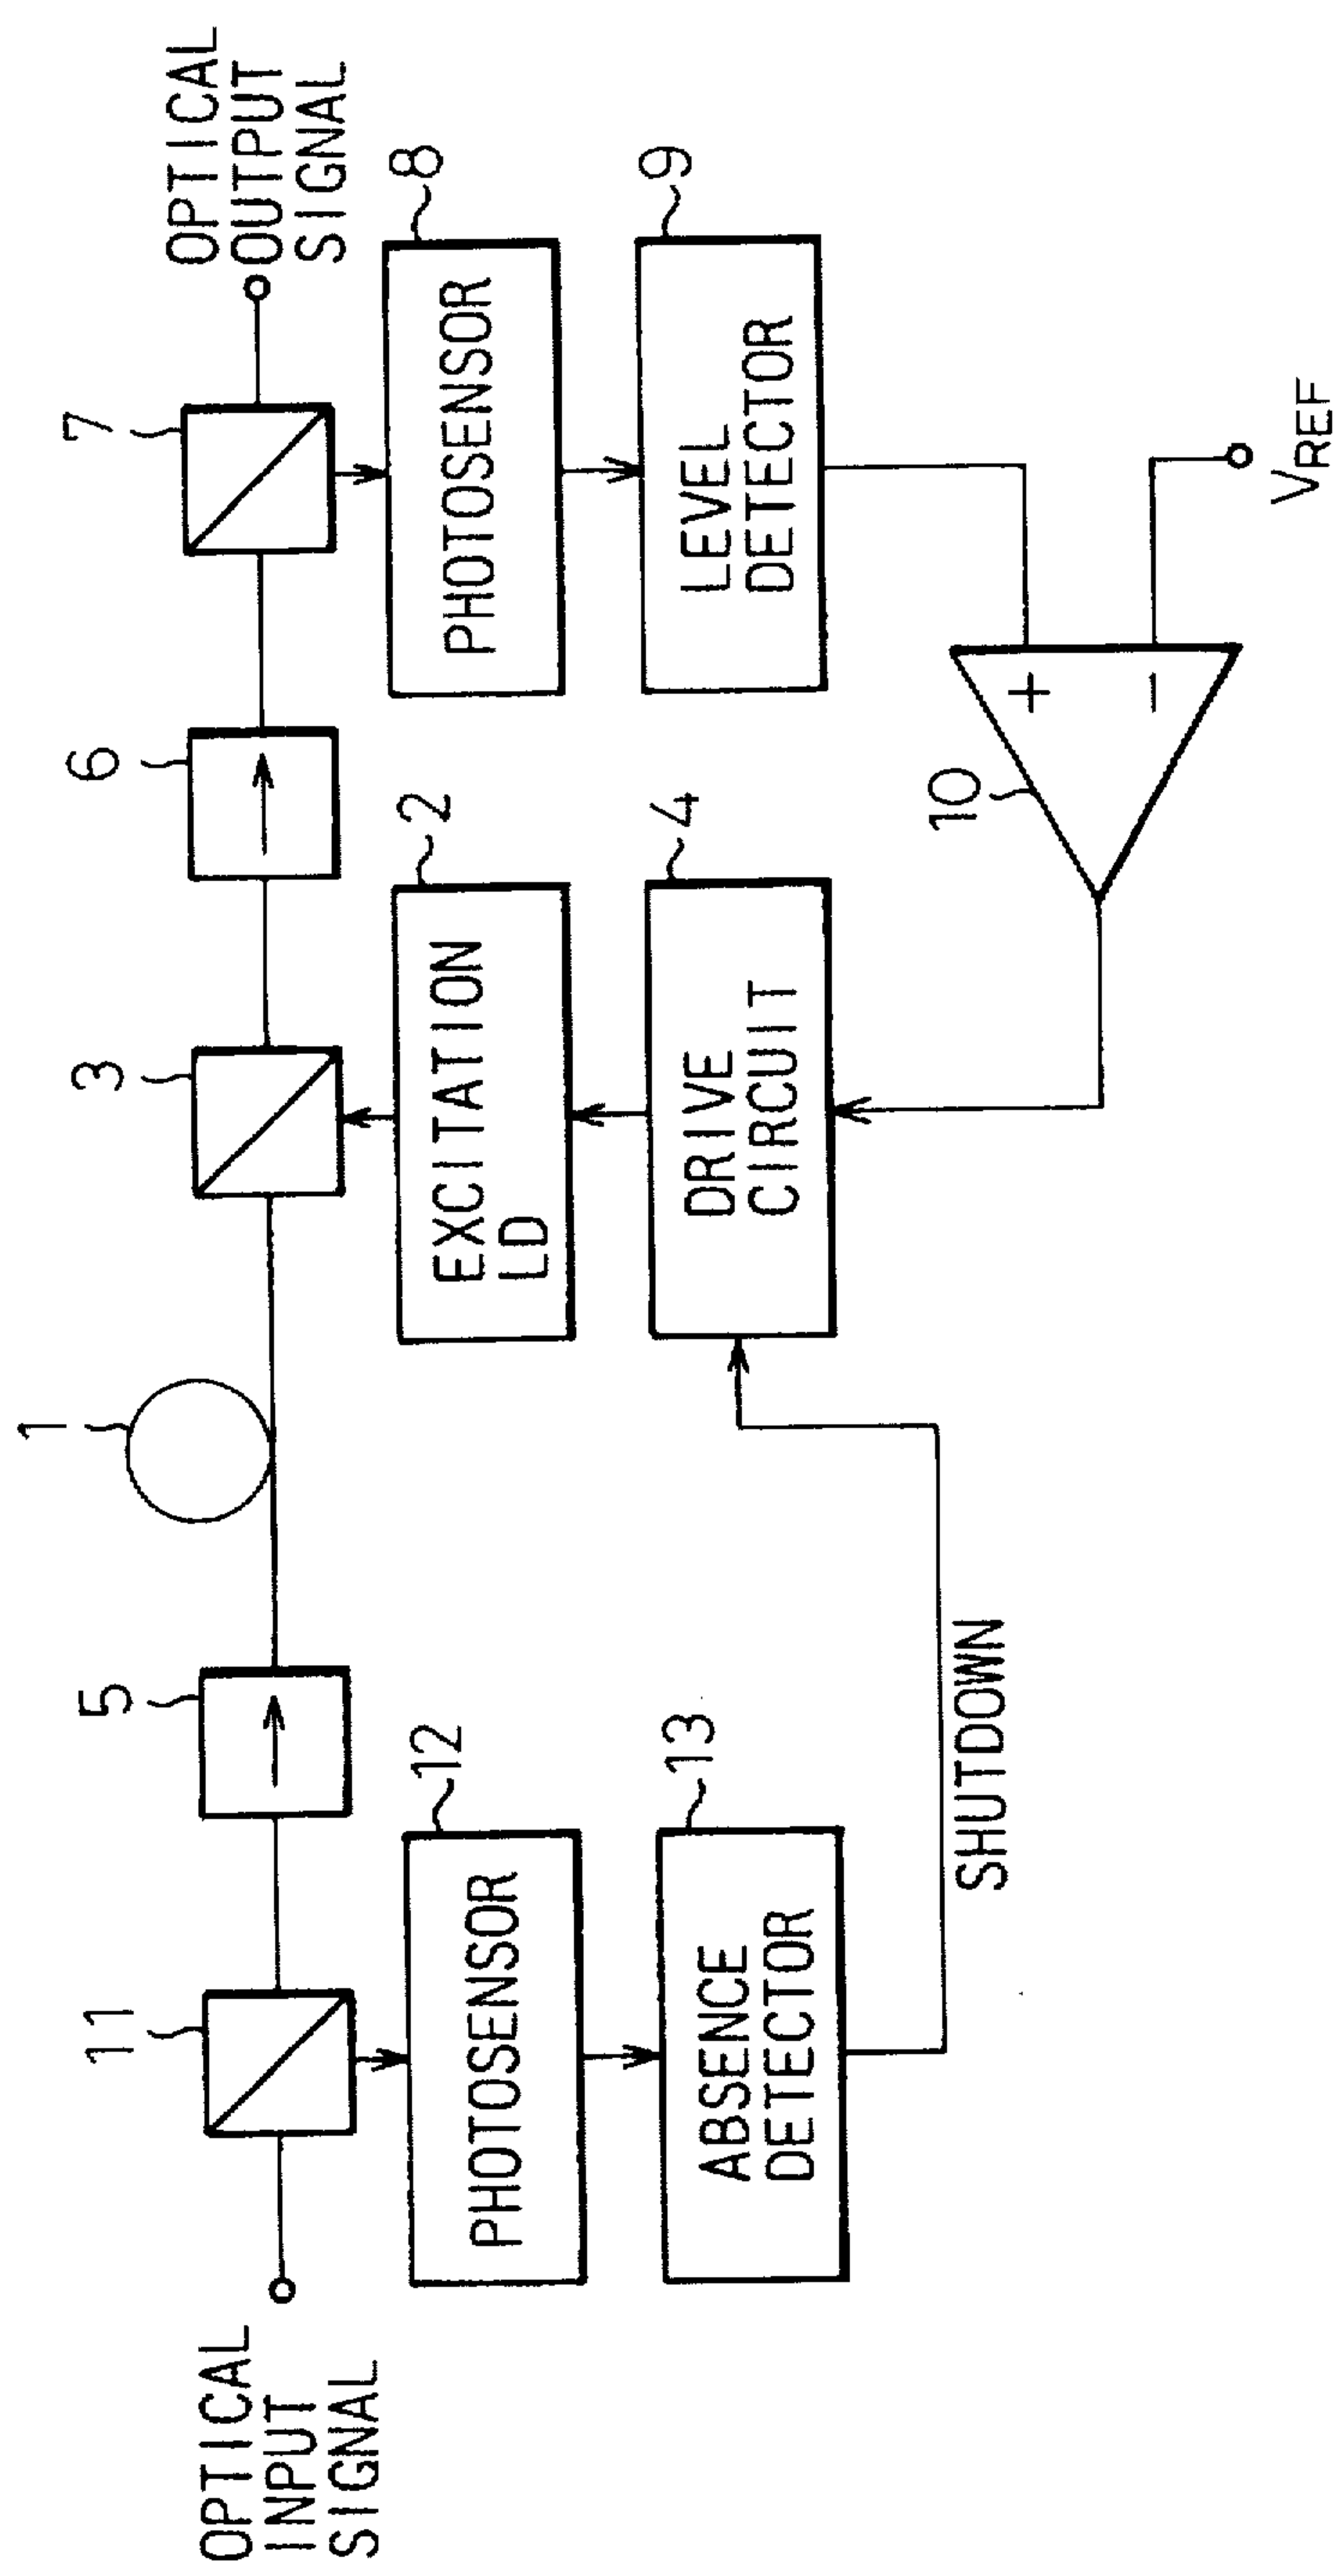 OPTICAL
INPUT
SIGNAL
11
5
1
3
6
7
OPTICAL
OUTPUT
SIGNAL
12
PHOTOSENSOR
2
EXCITATION
LD
8
PHOTOSENSOR
13
ABSENCE
DETECTOR
4
DRIVE
CIRCUIT
9
LEVEL
DETECTOR
SHUTDOWN
10
+
−
VREF